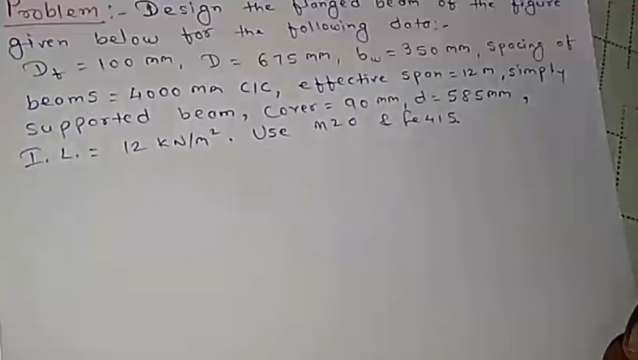 Problem:- Design the flanged beam of the figure
given below for the following data:-
Df = 100 mm, D = 675 mm, bw = 350 mm, spacing of
beams = 4000 mm C/C, effective span = 12 m, simply
supported beam, Cover = 90 mm, d = 585 mm,
I. L. = 12 KN/m². Use M20 & Fe415.